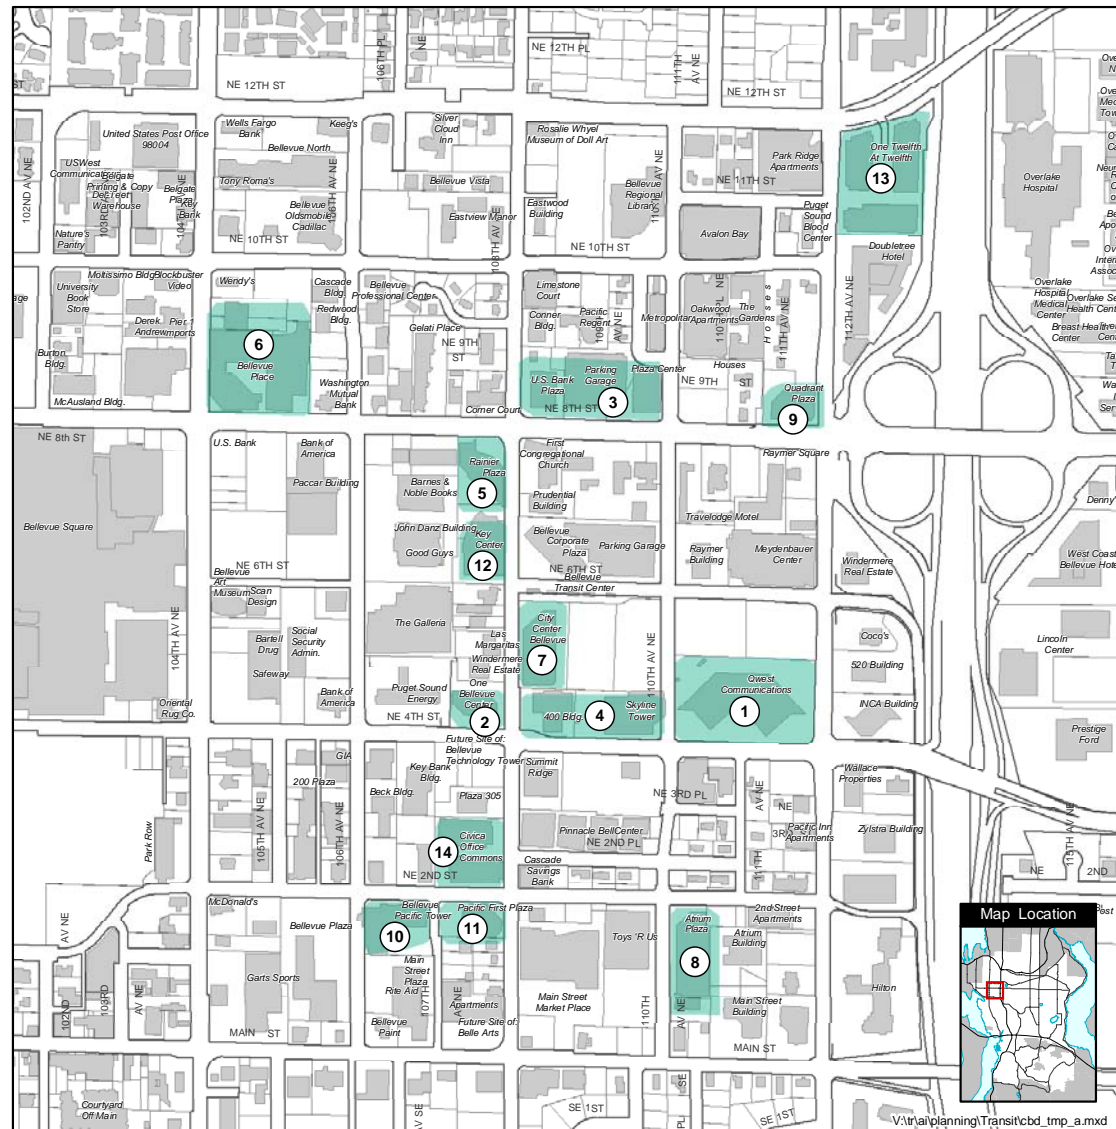 NE 12TH PL
NE 12TH ST
NE 12TH ST
106TH PL
111TH
AV NE
NE
ST
United States Post Office
98004
Wells Fargo
Bank
Keeg's
Bellevue North
Silver
Cloud
Inn
Rosalie Whyel
Museum of Doll Art
Park Ridge
Apartments
One Twelfth
At Twelfth
13
Overlake
Hospital
USWest
Communications
Belgate
Printing & Copy
Warehouse
Belgate
Plaza
Key
Bank
Tony Roma's
Bellevue Vista
NE 11TH ST
Bellevue
Regional
Library
102ND AV NE
Bellevue
Oldsmobile
Cadillac
106TH AV NE
Eastview Manor
Eastwood
Building
Puget
Sound
Blood
Center
Nature's
Pantry
NE 10TH ST
NE 10TH ST
108TH AV NE
Avalon Bay
Doubletree
Hotel
Moltissimo Bldg
Blockbuster
Video
Wendy's
Cascade
Bldg.
Redwood
Bldg.
Bellevue
Professional Center
Limestone
Court
University
Book
Store
Conner
Bldg.
Pacific
Regent
Metropolitan
Oakwood
Apartments
The
Gardens
Houses
111TH AV NE
112TH AV NE
Overlake
Hospital
Medical
Center
Derek
Andrew
Pier 1
Imports
Gelati Place
NE 9TH
ST
6
Bellevue
Place
Burton
Bldg.
McAusland Bldg.
Washington
Mutual
Bank
Corner Court
U.S. Bank
Plaza
Parking
Garage
Plaza Center
3
NE 8TH ST
Houses
NE 9TH
ST
Quadrant
Plaza
9
NE 8th ST
U.S. Bank
Bank of
America
Paccar Building
Rainier
Plaza
5
Barnes &
Noble Books
First
Congregational
Church
Raymer Square
Bellevue Square
Prudential
Building
Travelodge Motel
John Danz Building
Good Guys
Key
Center
12
Bellevue
Corporate
Plaza
Parking Garage
Raymer
Building
Meydenbauer
Center
Windermere
Real Estate
Denny's
West Coast
Bellevue Hotel
NE 6TH ST
NE 6TH ST
Bellevue
Transit Center
Bellevue
Art
Museum
Scan
Design
104TH AV NE
Bartell
Drug
Social
Security
Admin.
Safeway
The Galleria
Las
Margaritas
Windermere
Real Estate
City
Center
Bellevue
7
110TH AV NE
Coco's
520 Building
Lincoln
Center
Qwest
Communications
1
Oriental
Rug Co.
Bank of
America
Puget Sound
Energy
NE 4TH ST
One
Bellevue
Center
2
400 Bldg.
4
Skyline
Tower
INCA Building
Prestige
Ford
Future Site of:
Bellevue
Technology Tower
GIA
200 Plaza
Key Bank
Bldg.
Beck Bldg.
Plaza 305
Summit
Ridge
NE 3RD PL
Wallace
Properties
Park Row
105TH AV NE
106TH AV NE
Civica
Office
Commons
14
NE 2ND ST
Pinnacle BellCenter
NE 2ND PL
Cascade
Savings
Bank
AV NE
NE
111TH
Pacific Inn
Apartments
Zylstra Building
115TH AV NE
NE
2ND
McDonald's
Bellevue Plaza
Bellevue
Pacific Tower
10
Pacific First Plaza
11
Toys 'R Us
Atrium
Plaza
8
2nd Street
Apartments
Atrium
Building
AV NE
102ND
103RD
AV NE
Garts Sports
Main
Street
Plaza
Rite Aid
107TH
Apartments
Bellevue
Paint
Future Site of:
Belle Arts
Main Street
Market Place
110TH
AV NE
Main Street
Building
Hilton
MAIN ST
MAIN ST
Courtyard
Off Main
AV SE
SE 1ST
PL
SE
SE 1ST
Map Location
V:\tr\ai\planning\Transit\cbd_tmp_a.mxd